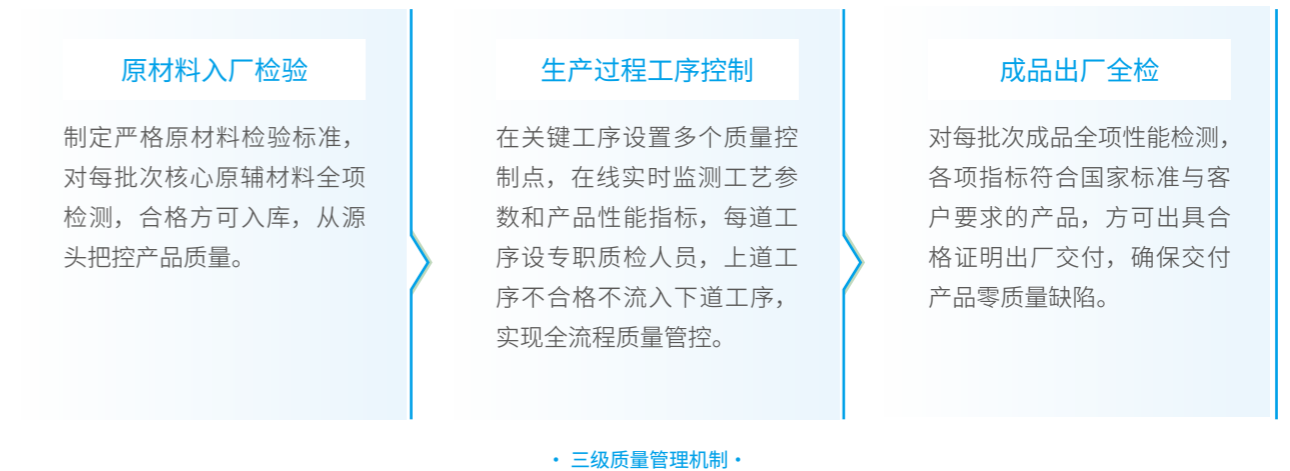 原材料入厂检验
制定严格原材料检验标准，
对每批次核心原辅材料全项
检测，合格方可入库，从源
头把控产品质量。
生产过程工序控制
在关键工序设置多个质量控
制点，在线实时监测工艺参
数和产品性能指标，每道工
序设专职质检人员，上道工
序不合格不流入下道工序，
实现全流程质量管控。
成品出厂全检
对每批次成品全项性能检测，
各项指标符合国家标准与客
户要求的产品，方可出具合
格证明出厂交付，确保交付
产品零质量缺陷。
• 三级质量管理机制 •